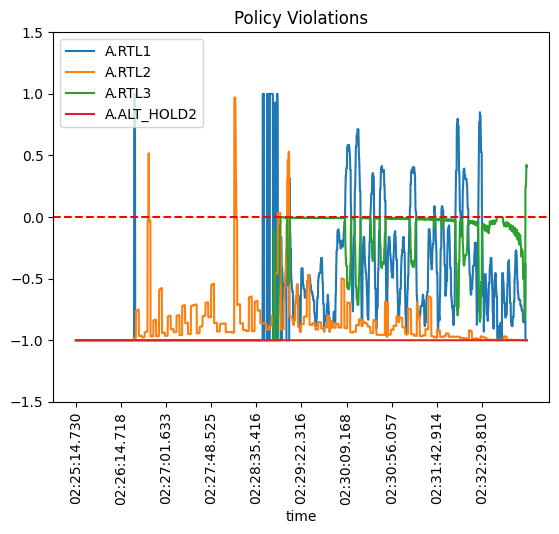 Policy Violations
A.RTL1
A.RTL2
A.RTL3
A.ALT_HOLD2
1.5
1.0
0.5
0.0
−0.5
−1.0
−1.5
02:25:14.730
02:26:14.718
02:27:01.633
02:27:48.525
02:28:35.416
02:29:22.316
02:30:09.168
02:30:56.057
02:31:42.914
02:32:29.810
time